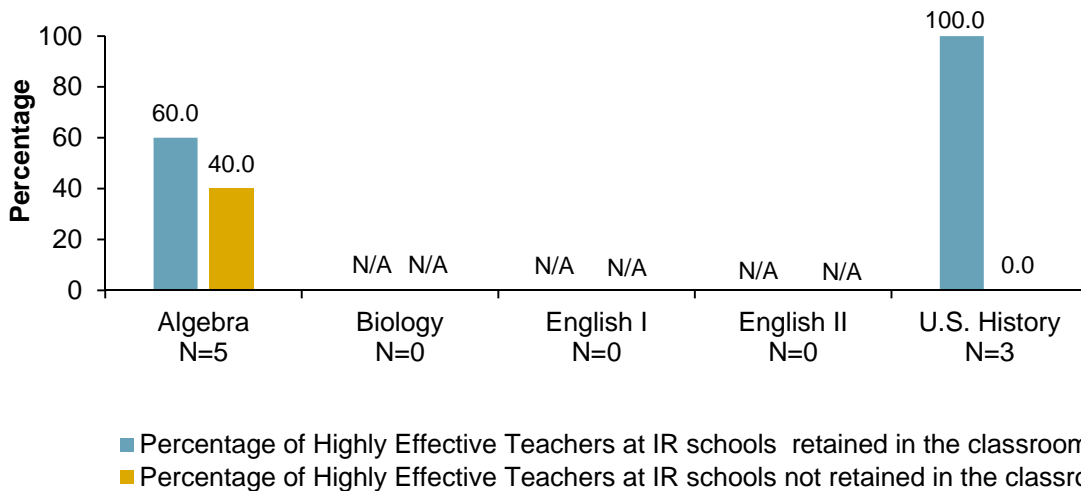 100.0
100
80
60
40
20
0
Percentage
60.0
40.0
N/A N/A
N/A N/A
N/A N/A
0.0
Algebra Biology English I English II U.S. History
N=5 N=0 N=0 N=0 N=3
Percentage of Highly Effective Teachers at IR schools retained in the classroom
Percentage of Highly Effective Teachers at IR schools not retained in the